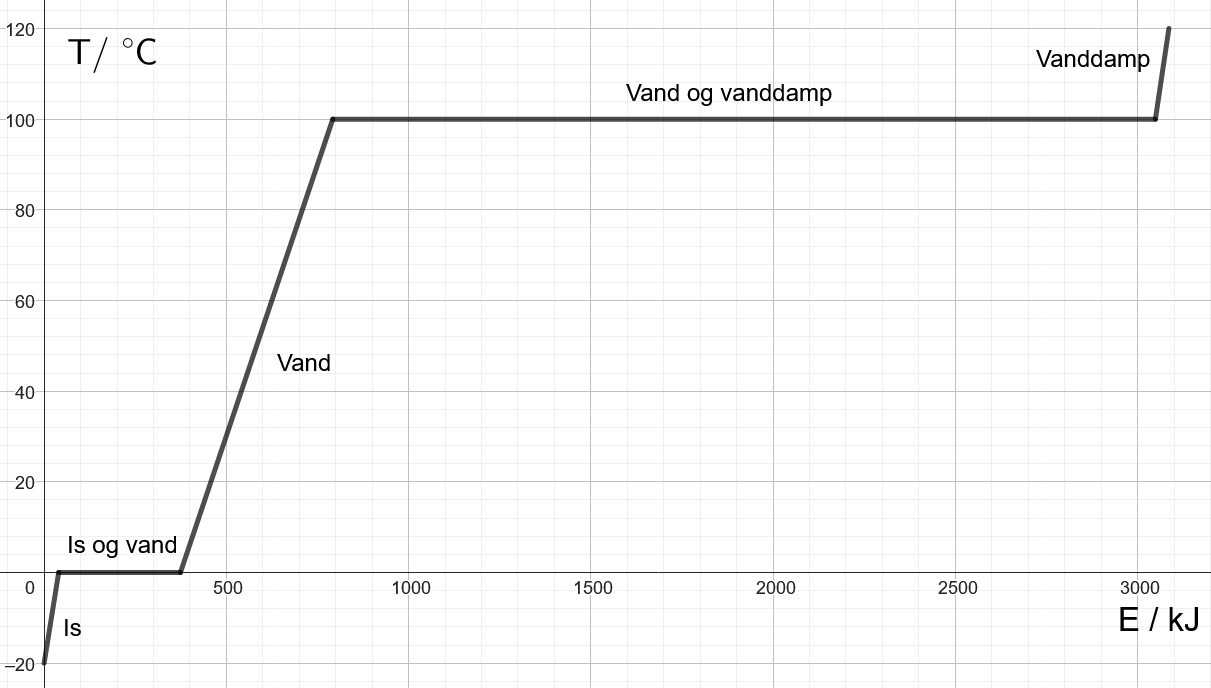 120
T/ °C
Vanddamp
Vand og vanddamp
100
80
60
Vand
40
20
Is og vand
0
500
1000
1500
2000
2500
3000
E / kJ
Is
–20